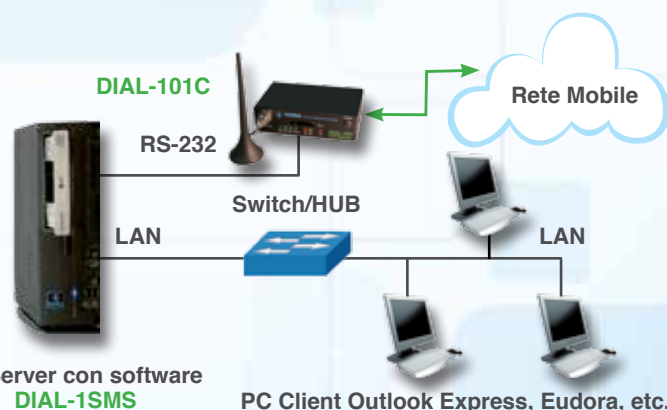 DIAL-101C
Rete Mobile
RS-232
Switch/HUB
LAN
LAN
erver con software
DIAL-1SMS
PC Client Outlook Express, Eudora, etc.